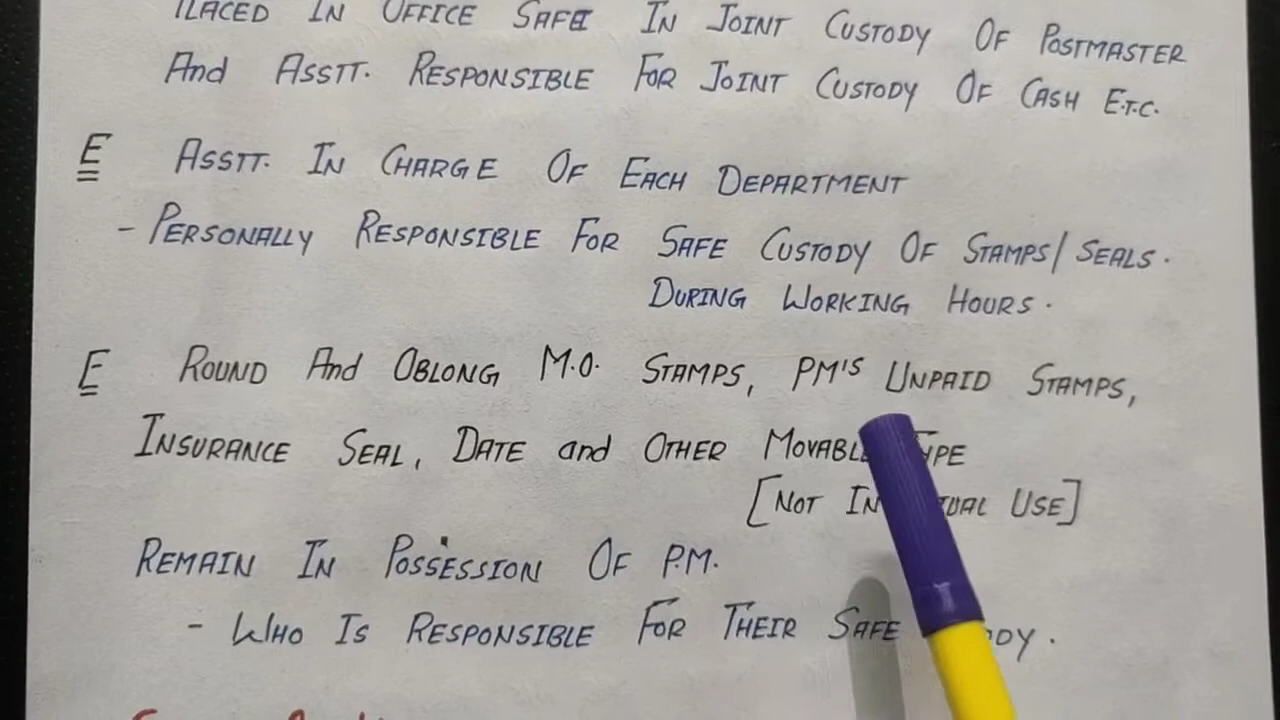 PLACED IN OFFICE SAFE IN JOINT CUSTODY OF POSTMASTER
And ASSTT. RESPONSIBLE FOR JOINT CUSTODY OF CASH E.T.C.
E ASSTT. IN CHARGE OF EACH DEPARTMENT
- PERSONALLY RESPONSIBLE FOR SAFE CUSTODY OF STAMPS/SEALS.
DURING WORKING HOURS.
E ROUND And OBLONG M.O. STAMPS, PM'S UNPAID STAMPS,
INSURANCE SEAL, DATE and OTHER MOVABLE TYPE
[NOT IN USE]
REMAIN IN POSSESSION OF P.M.
- WHO IS RESPONSIBLE FOR THEIR SAFE